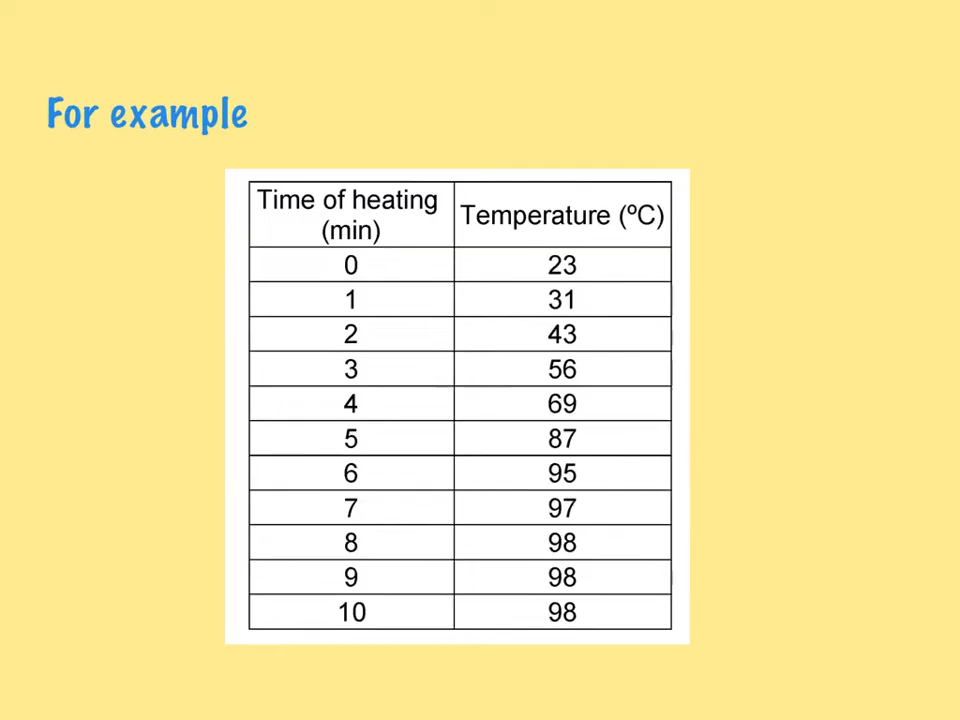 For example
Time of heating
(min)
Temperature (ºC)
0 23
1 31
2 43
3 56
4 69
5 87
6 95
7 97
8 98
9 98
10 98